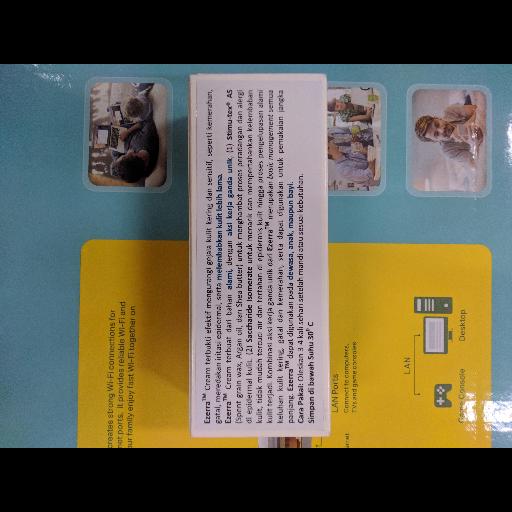 Ezerra™ Cream terbukti efektif mengurangi gejala kulit kering dan sensitif, seperti kemerahan,
gatal, meredakan iritasi epidermal, serta melembabkan kulit lebih lama.
Ezerra™ Cream terbuat dari bahan alami, dengan aksi kerja ganda unik, (1) Stimu-tex® AS
(Spent grain wax, Argan oil, dan Shea butter) untuk menghambat proses peradangan dan alergi
di epidermal kulit. (2) Saccharide Isomerate untuk menarik dan mempertahankan kelembaban
kulit, tidak mudah tercuci air dan tertahan di epidermis kulit hingga proses pengelupasan alami
kulit terjadi. Kombinasi aksi kerja ganda unik dari Ezerra™ merupakan basic management semua
keluhan kulit kering, gatal dan kemerahan, serta dapat digunakan untuk pemakaian jangka
panjang. Ezerra™ dapat digunakan pada dewasa, anak, maupun bayi.
Cara Pakai: Oleskan 3-4 kali sehari setelah mandi atau sesuai kebutuhan.
Simpan di bawah Suhu 30° C
creates strong Wi-Fi connections for
net ports, it provides reliable Wi-Fi and
our family enjoy fast Wi-Fi together on
LAN Ports
Connect to computers,
TVs and game consoles
LAN
Game Console
Desktop